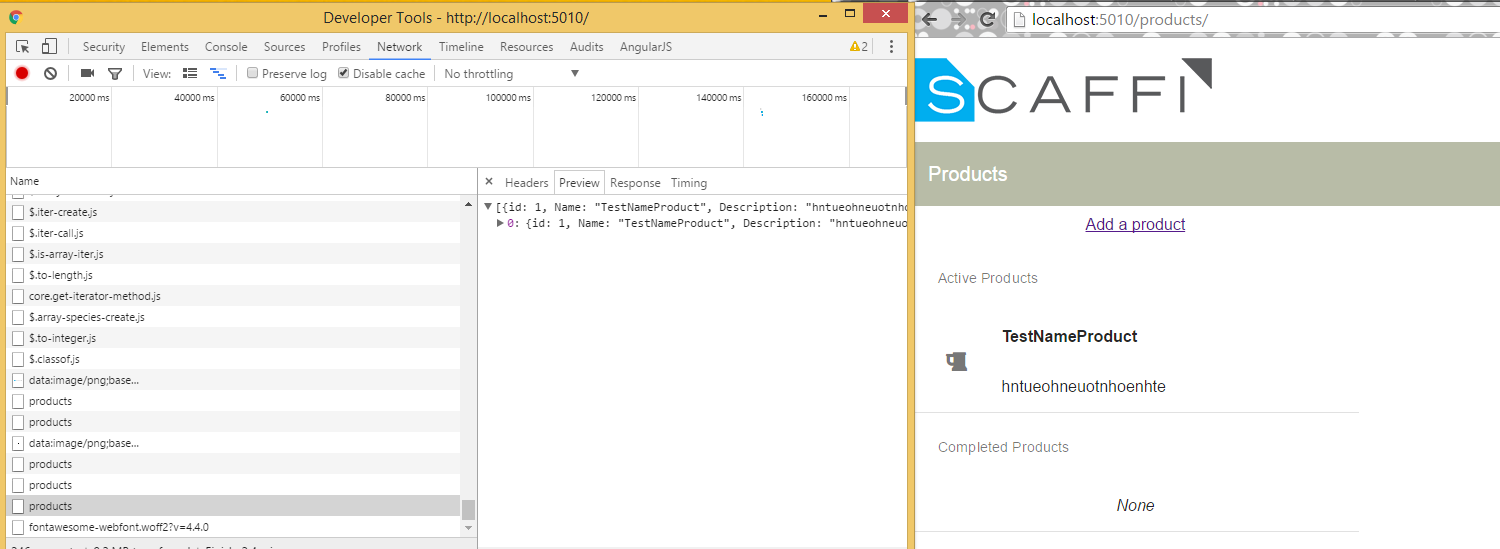 Developer Tools - http://localhost:5010/
Security Elements Console Sources Profiles Network Timeline Resources Audits AngularJS 2
View: Preserve log Disable cache No throttling
20000 ms 40000 ms 60000 ms 80000 ms 100000 ms 120000 ms 140000 ms 160000 ms
Name
$.iter-create.js
$.iter-call.js
$.is-array-iter.js
$.to-length.js
core.get-iterator-method.js
$.array-species-create.js
$.to-integer.js
$.classof.js
data:image/png;base...
products
products
data:image/png;base...
products
products
products
fontawesome-webfont.woff2?v=4.4.0
× Headers Preview Response Timing
[{id: 1, Name: "TestNameProduct", Description: "hntueohneuotnho
0: {id: 1, Name: "TestNameProduct", Description: "hntueohneuo
localhost:5010/products/
SCAFFI
Products
Add a product
Active Products
TestNameProduct
hntueohneuotnhoenhte
Completed Products
None